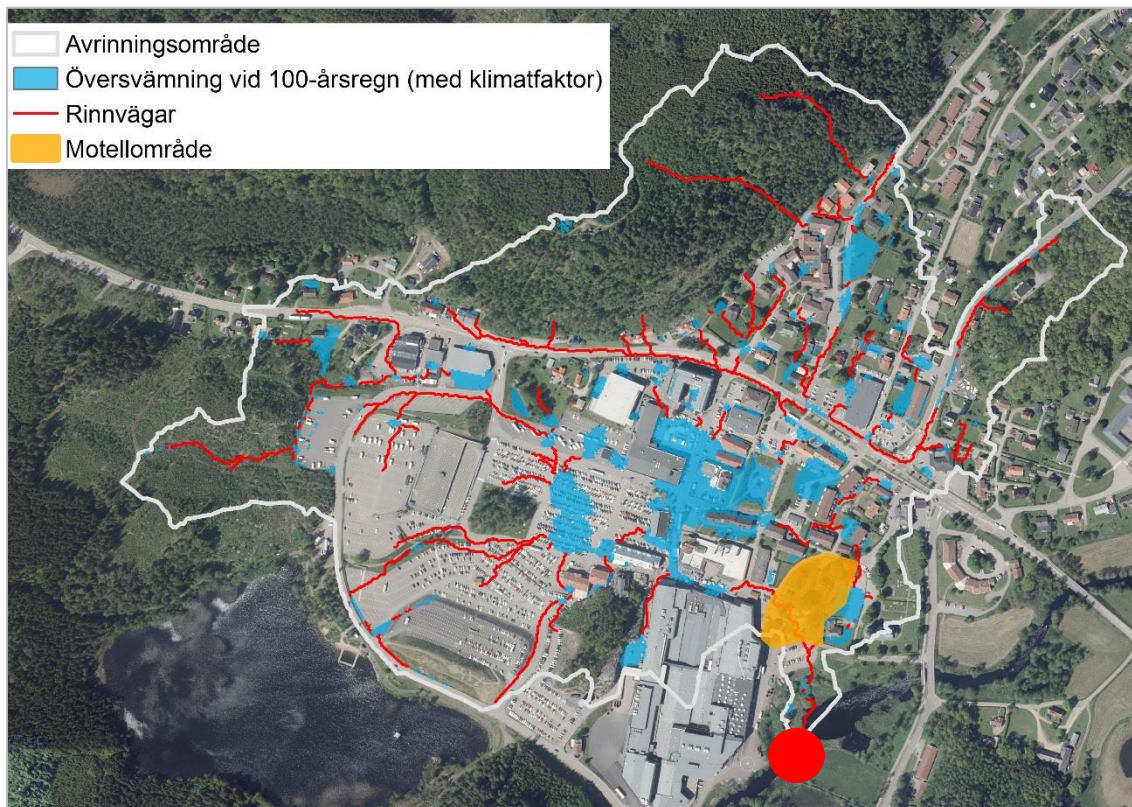 Avrinningsområde
Översvämning vid 100-årsregn (med klimatfaktor)
Rinnvägar
Motellområde